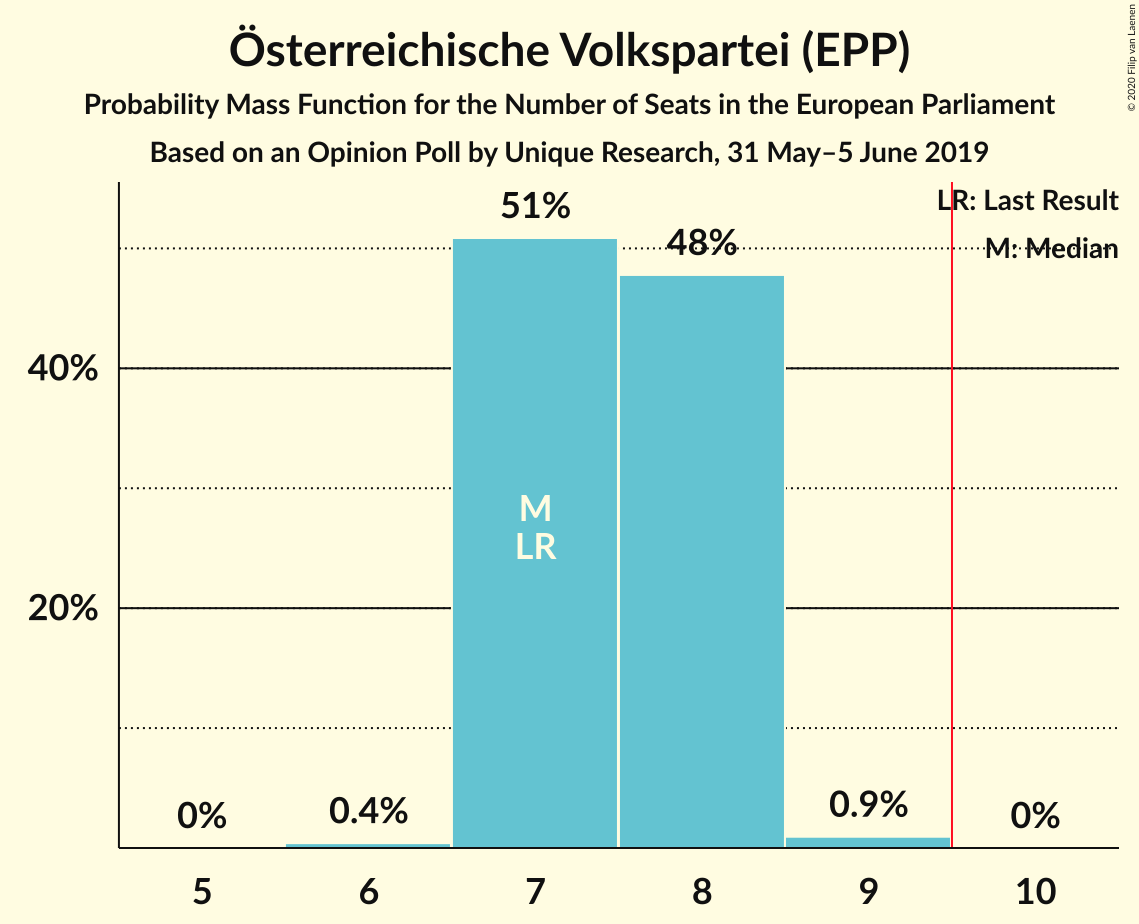 Österreichische Volkspartei (EPP)
Probability Mass Function for the Number of Seats in the European Parliament
Based on an Opinion Poll by Unique Research, 31 May–5 June 2019
© 2020 Filip van Laenen
LR: Last Result
M: Median
51%
48%
40%
M
LR
20%
0%
0.4%
0.9%
0%
5
6
7
8
9
10